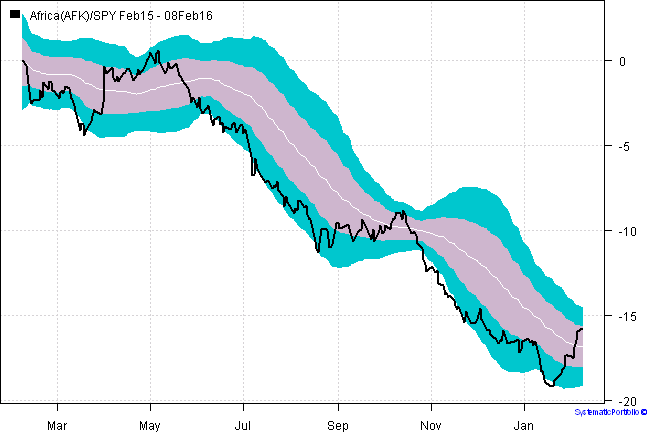 Africa(AFK)/SPY Feb15 - 08Feb16
0
-5
-10
-15
-20
Mar May Jul Sep Nov Jan
SystematicPortfolio ©